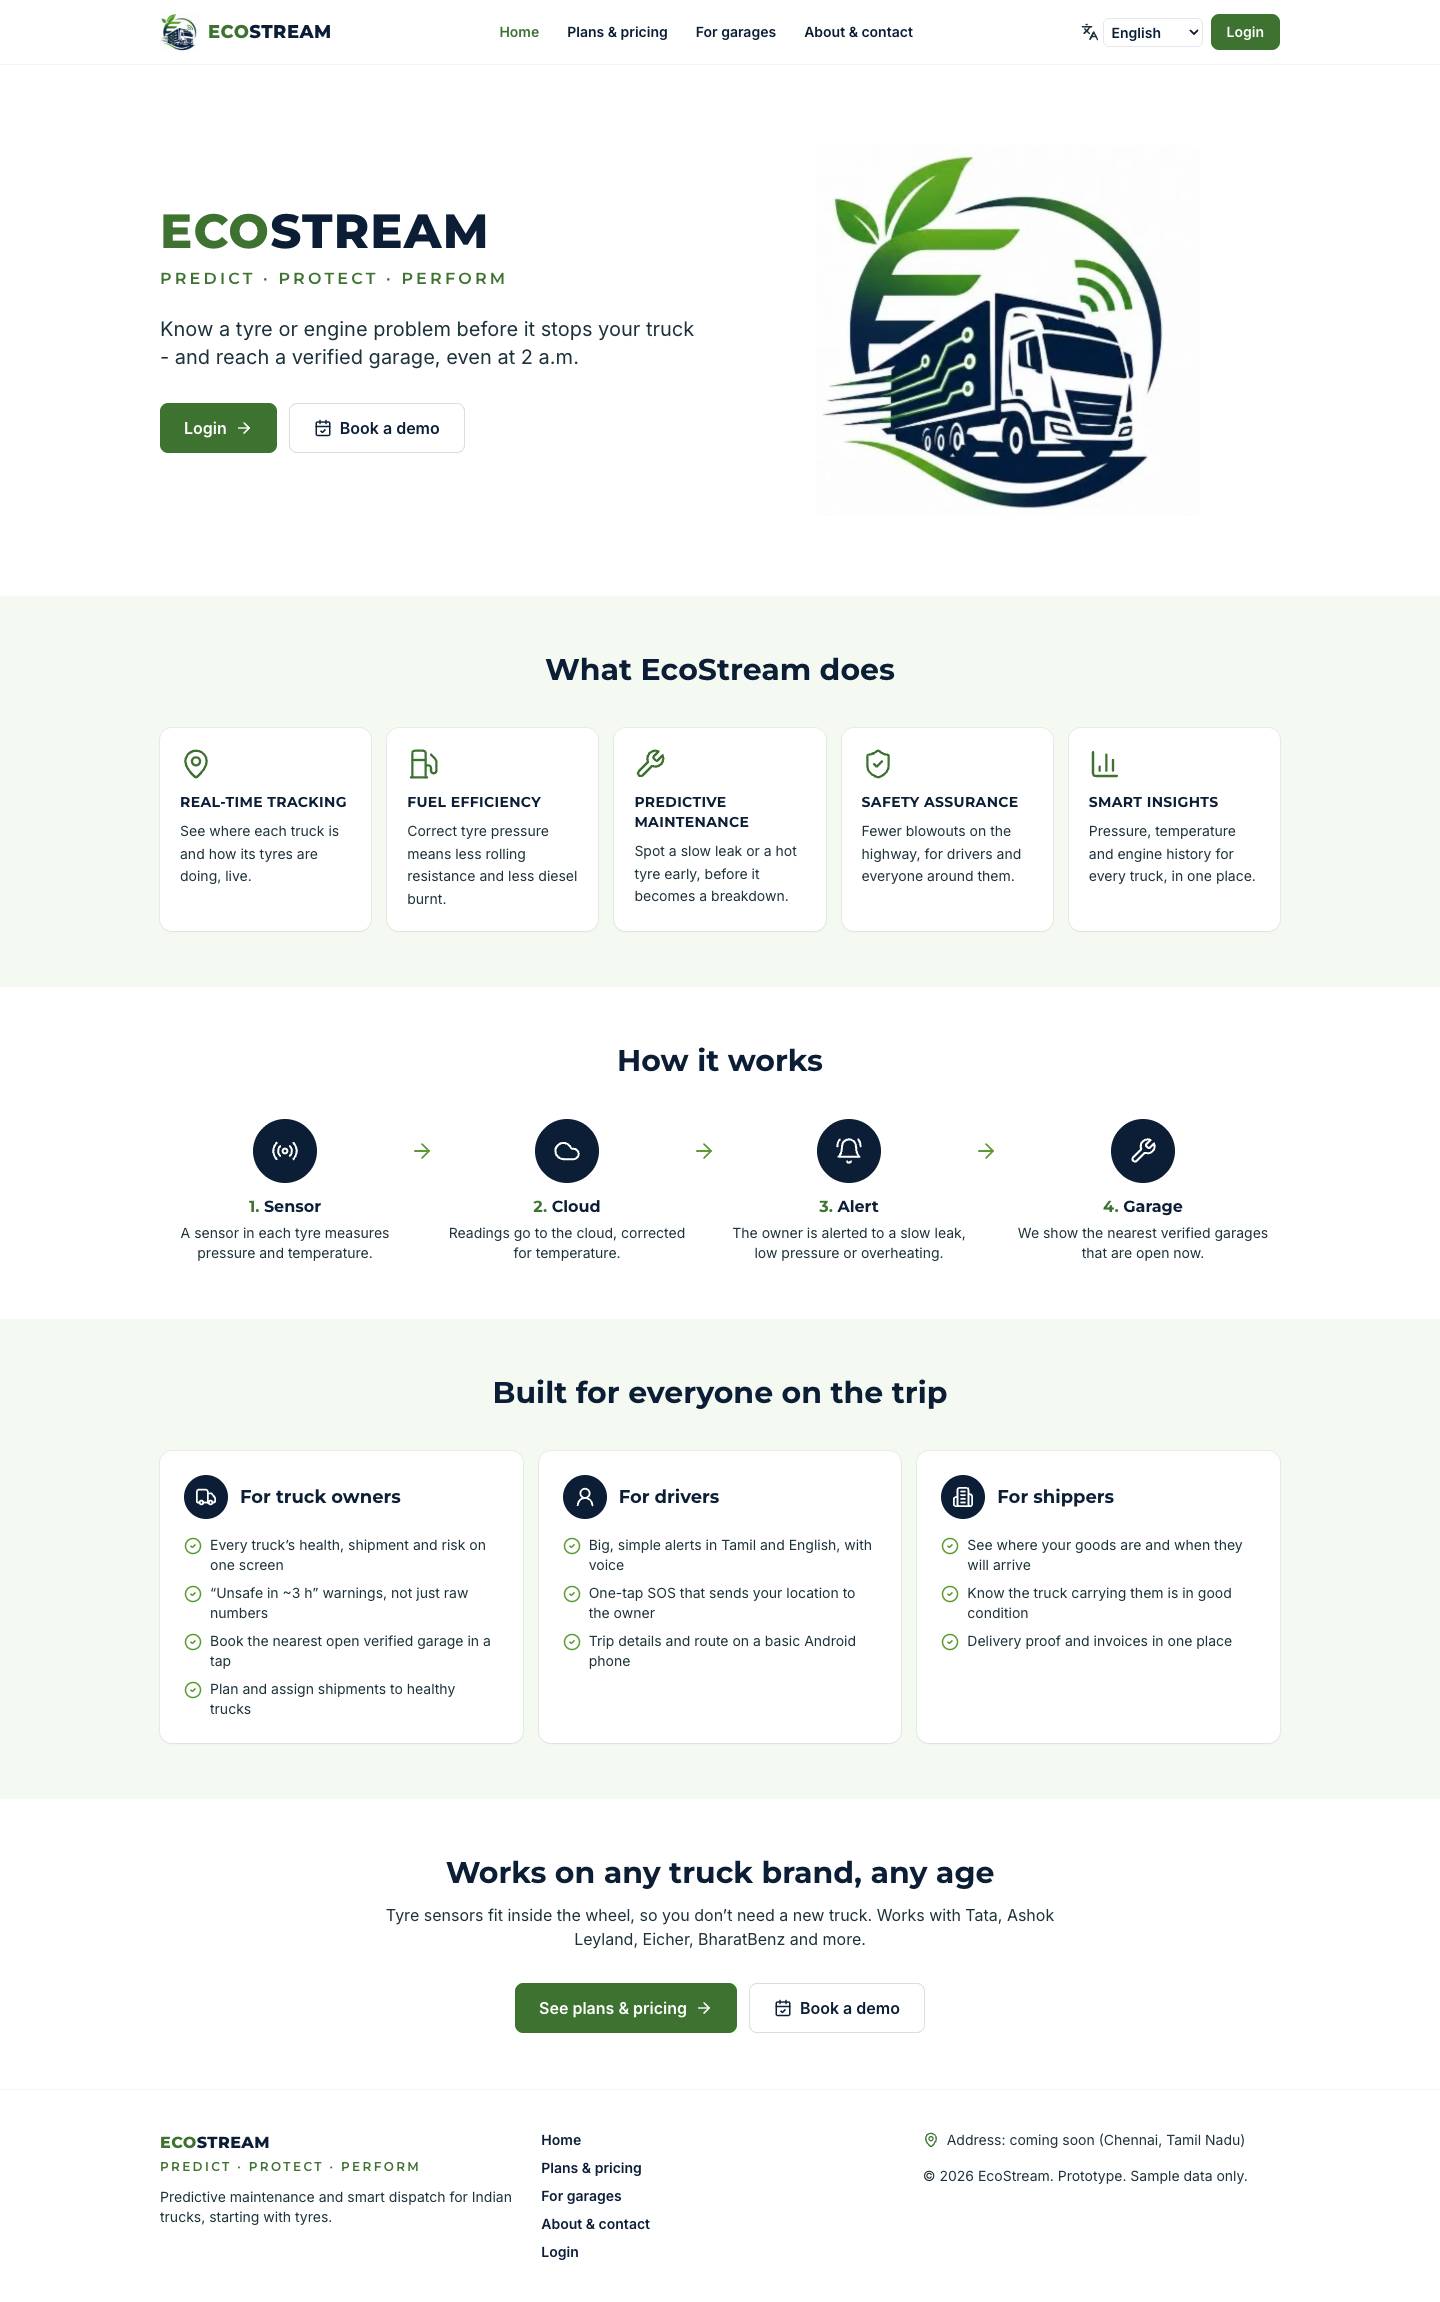 ECOSTREAM
Home
Plans & pricing
For garages
About & contact
English
Login
ECOSTREAM
PREDICT · PROTECT · PERFORM
Know a tyre or engine problem before it stops your truck
- and reach a verified garage, even at 2 a.m.
Login
Book a demo
What EcoStream does
REAL-TIME TRACKING
See where each truck is
and how its tyres are
doing, live.
FUEL EFFICIENCY
Correct tyre pressure
means less rolling
resistance and less diesel
burnt.
PREDICTIVE
MAINTENANCE
Spot a slow leak or a hot
tyre early, before it
becomes a breakdown.
SAFETY ASSURANCE
Fewer blowouts on the
highway, for drivers and
everyone around them.
SMART INSIGHTS
Pressure, temperature
and engine history for
every truck, in one place.
How it works
1. Sensor
A sensor in each tyre measures
pressure and temperature.
2. Cloud
Readings go to the cloud, corrected
for temperature.
3. Alert
The owner is alerted to a slow leak,
low pressure or overheating.
4. Garage
We show the nearest verified garages
that are open now.
Built for everyone on the trip
For truck owners
Every truck’s health, shipment and risk on
one screen
“Unsafe in ~3 h” warnings, not just raw
numbers
Book the nearest open verified garage in a
tap
Plan and assign shipments to healthy
trucks
For drivers
Big, simple alerts in Tamil and English, with
voice
One-tap SOS that sends your location to
the owner
Trip details and route on a basic Android
phone
For shippers
See where your goods are and when they
will arrive
Know the truck carrying them is in good
condition
Delivery proof and invoices in one place
Works on any truck brand, any age
Tyre sensors fit inside the wheel, so you don’t need a new truck. Works with Tata, Ashok
Leyland, Eicher, BharatBenz and more.
See plans & pricing
Book a demo
ECOSTREAM
PREDICT · PROTECT · PERFORM
Predictive maintenance and smart dispatch for Indian
trucks, starting with tyres.
Home
Plans & pricing
For garages
About & contact
Login
Address: coming soon (Chennai, Tamil Nadu)
© 2026 EcoStream. Prototype. Sample data only.